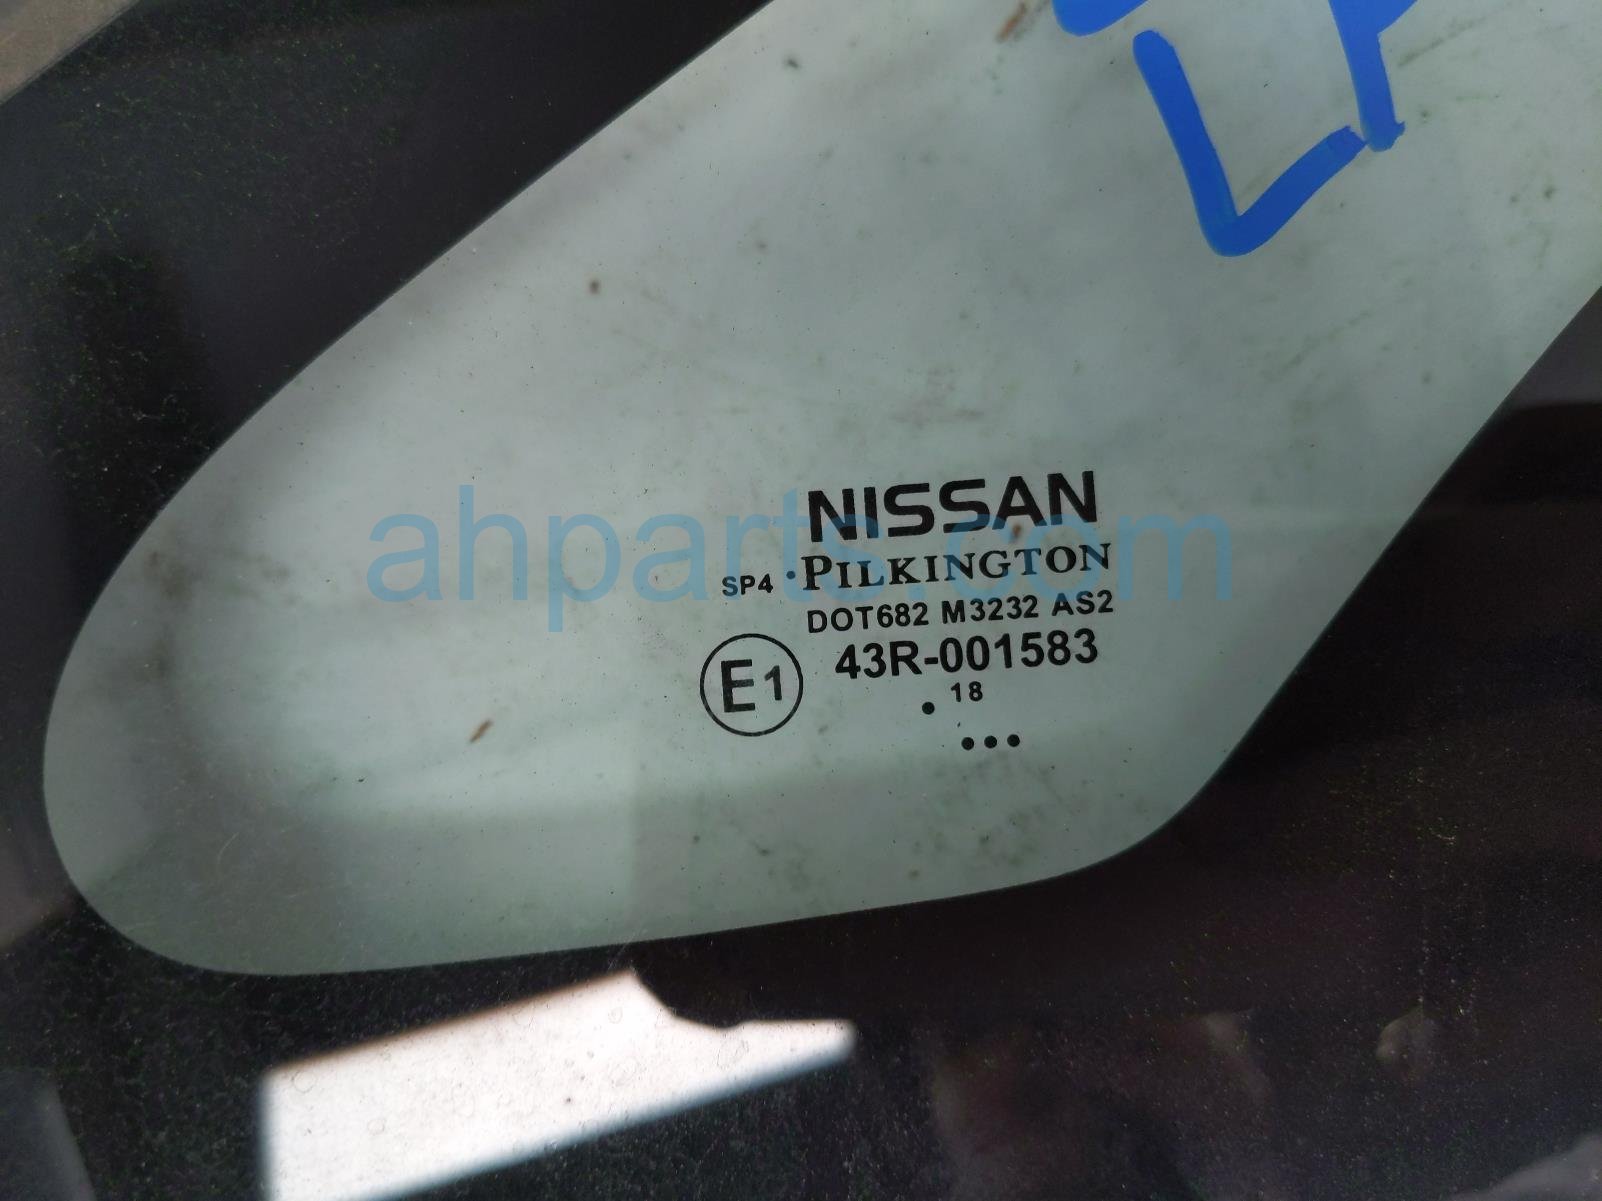 NISSAN
SP4 •PILKINGTON
DOT682 M3232 AS2
E1 43R-001583
• 18
•••
ahparts.com